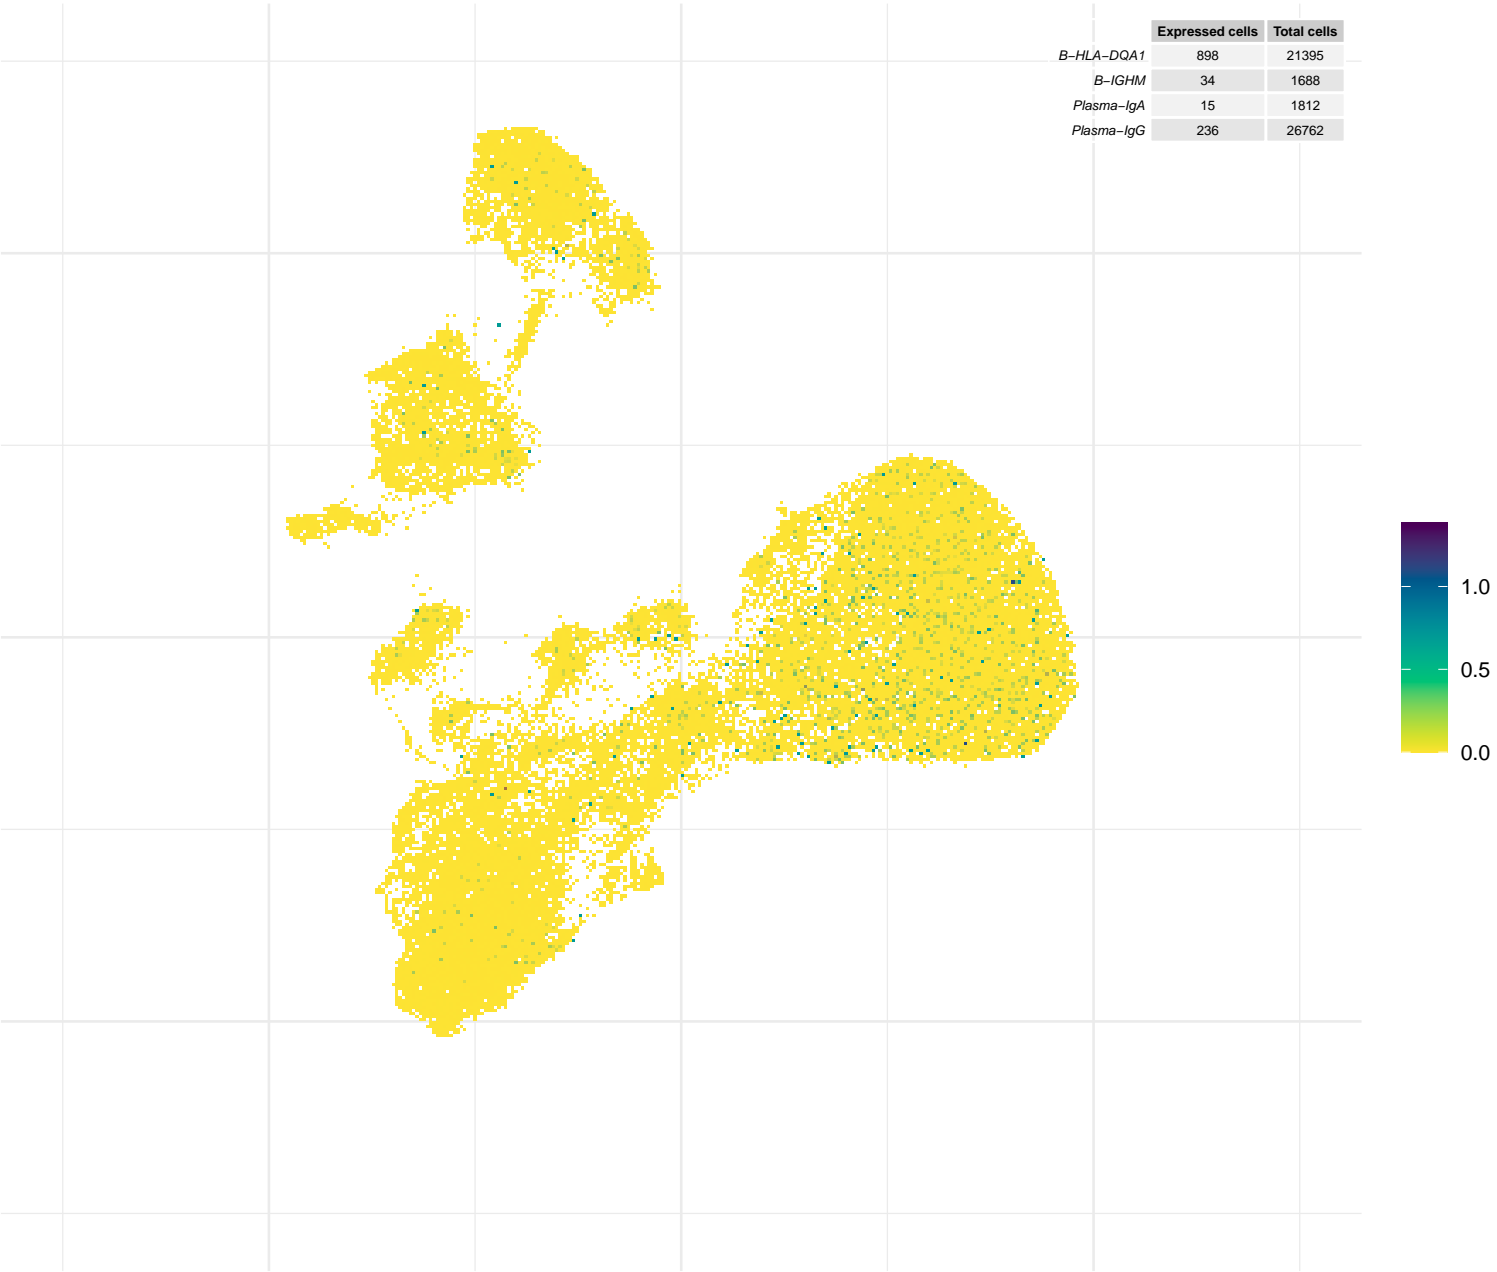 Expressed cells Total cells
B−HLA−DQA1 898 21395
B−IGHM 34 1688
Plasma−IgA 15 1812
Plasma−IgG 236 26762
1.0
0.5
0.0